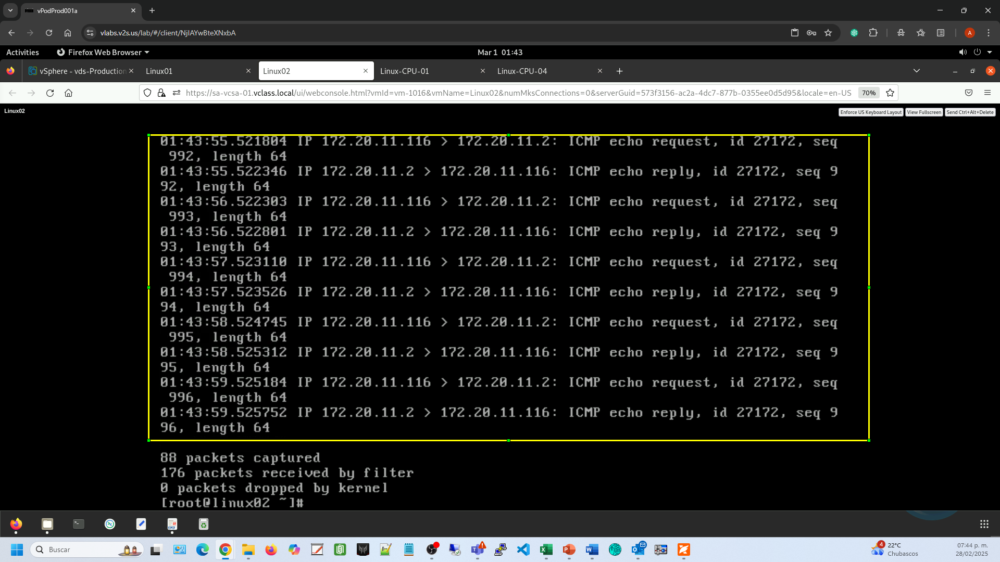 vPodProd001a
vlabs.v2s.us/lab/#/client/NjIAYwBteXNxbA
A
Activities
Firefox Web Browser
Mar 1 01:43
vSphere - vds-Production
Linux01
Linux02
Linux-CPU-01
Linux-CPU-04
https://sa-vcsa-01.vclass.local/ui/webconsole.html?vmId=vm-1016&vmName=Linux02&numMksConnections=0&serverGuid=573f3156-ac2a-4dc7-877b-0355ee0d5d95&locale=en-US
70%
Linux02
Enforce US Keyboard Layout
View Fullscreen
Send Ctrl+Alt+Delete
01:43:55.521804 IP 172.20.11.116 > 172.20.11.2: ICMP echo request, id 27172, seq
992, length 64
01:43:55.522346 IP 172.20.11.2 > 172.20.11.116: ICMP echo reply, id 27172, seq 9
92, length 64
01:43:56.522303 IP 172.20.11.116 > 172.20.11.2: ICMP echo request, id 27172, seq
993, length 64
01:43:56.522801 IP 172.20.11.2 > 172.20.11.116: ICMP echo reply, id 27172, seq 9
93, length 64
01:43:57.523110 IP 172.20.11.116 > 172.20.11.2: ICMP echo request, id 27172, seq
994, length 64
01:43:57.523526 IP 172.20.11.2 > 172.20.11.116: ICMP echo reply, id 27172, seq 9
94, length 64
01:43:58.524745 IP 172.20.11.116 > 172.20.11.2: ICMP echo request, id 27172, seq
995, length 64
01:43:58.525312 IP 172.20.11.2 > 172.20.11.116: ICMP echo reply, id 27172, seq 9
95, length 64
01:43:59.525184 IP 172.20.11.116 > 172.20.11.2: ICMP echo request, id 27172, seq
996, length 64
01:43:59.525752 IP 172.20.11.2 > 172.20.11.116: ICMP echo reply, id 27172, seq 9
96, length 64
88 packets captured
176 packets received by filter
0 packets dropped by kernel
[root@linux02 ~]#
Buscar
4
22°C
Chubascos
07:44 p. m.
28/02/2025